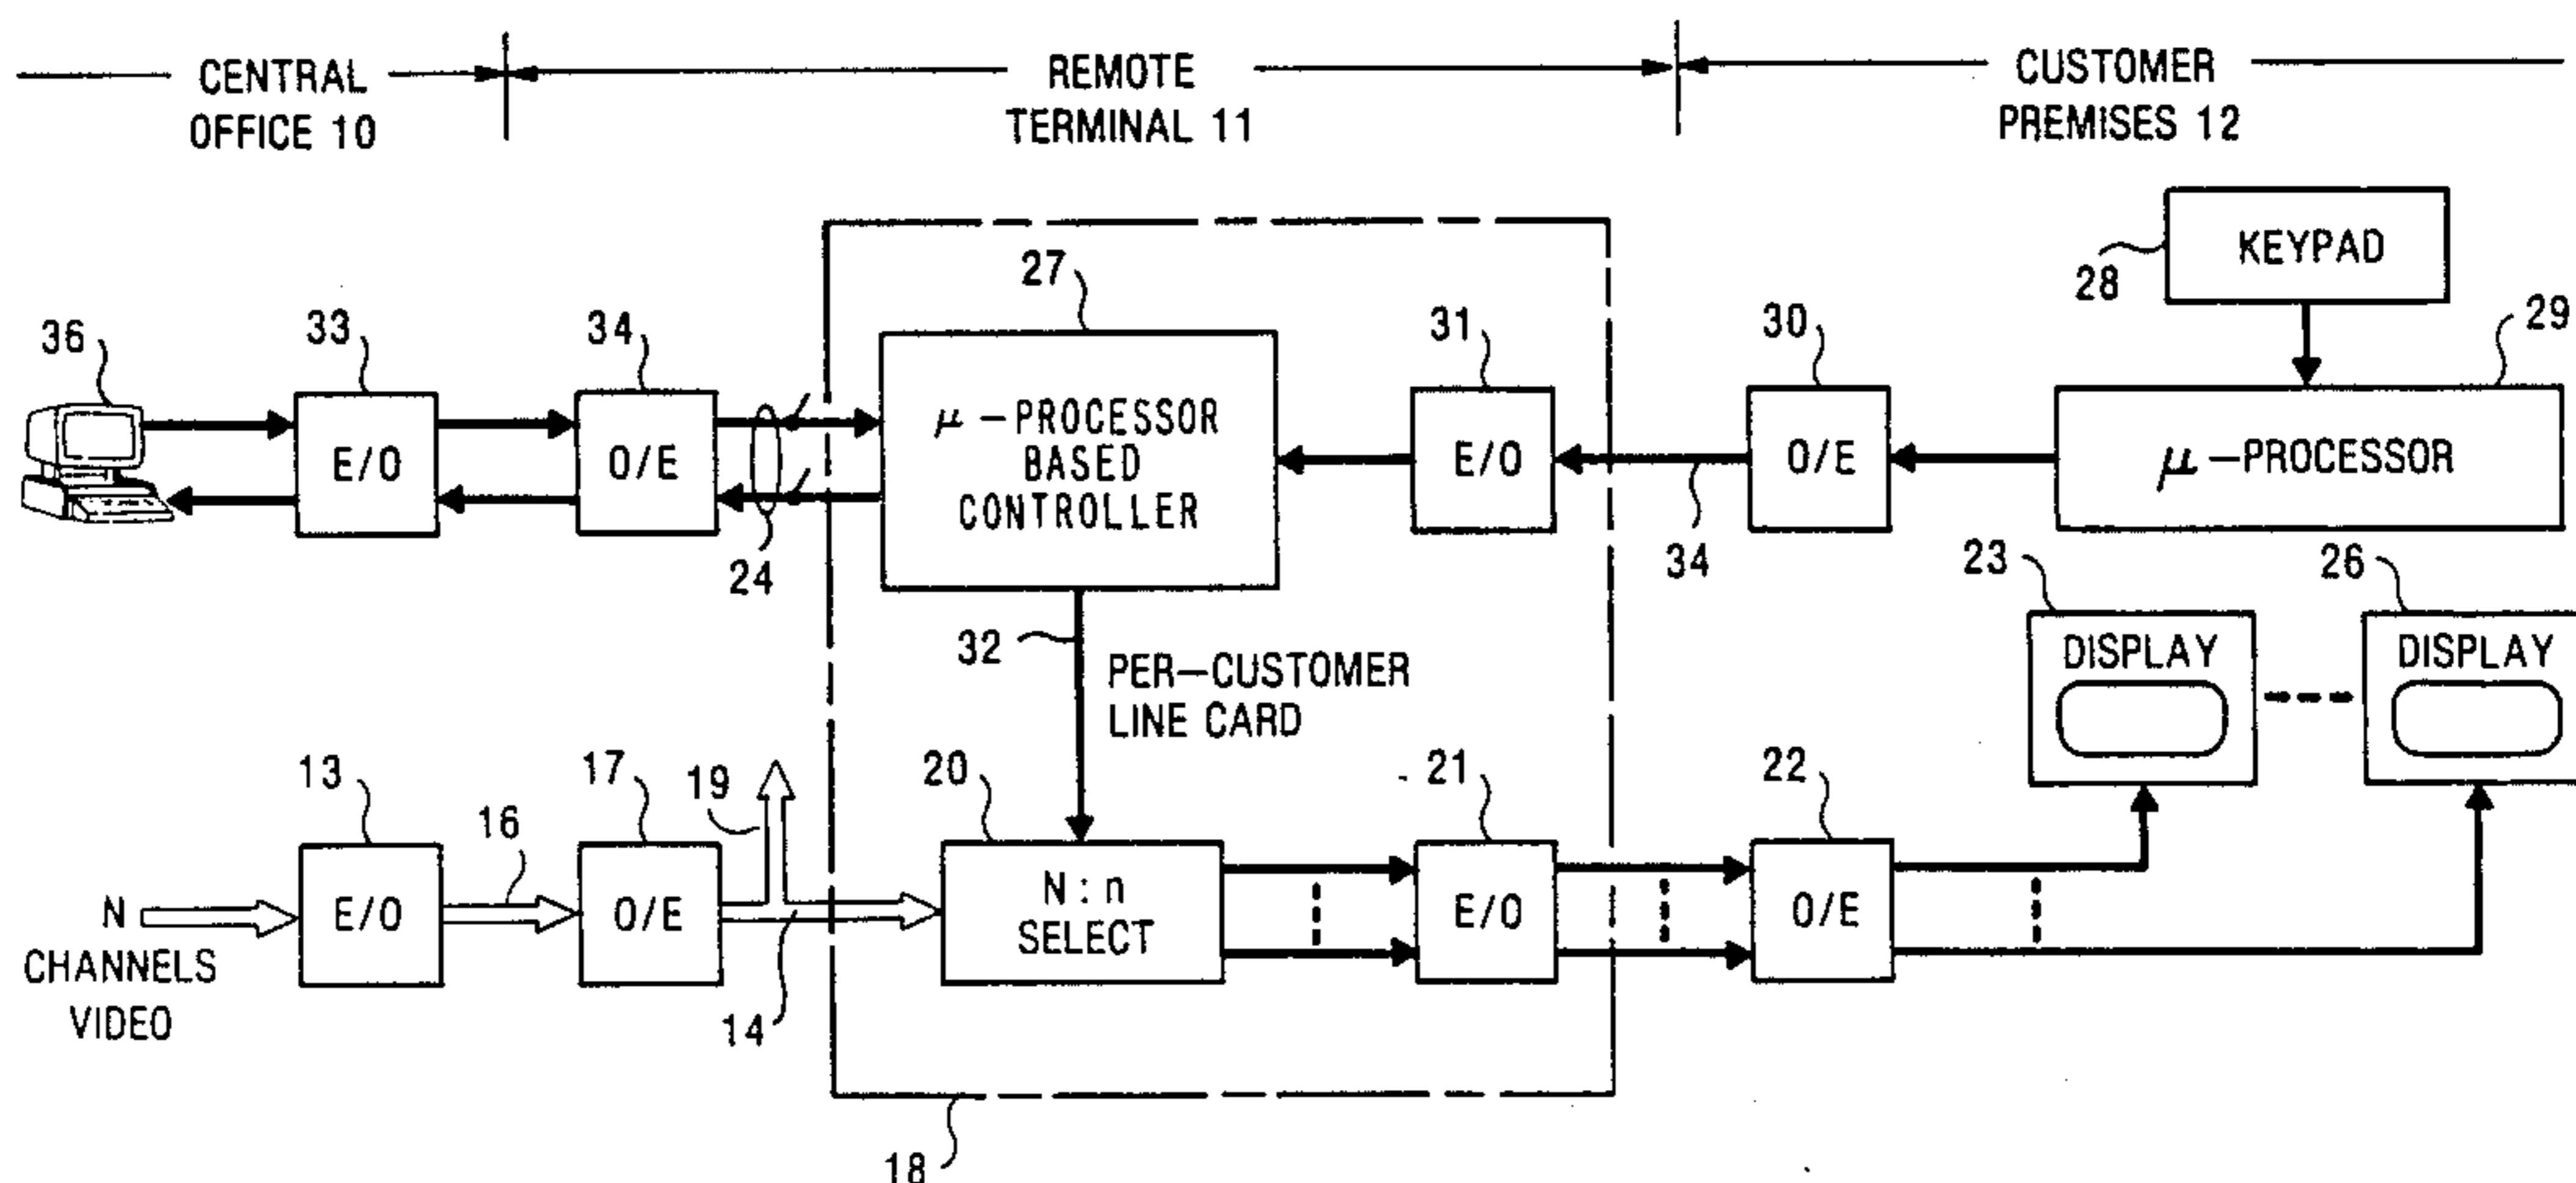 CENTRAL
OFFICE 10
REMOTE
TERMINAL 11
CUSTOMER
PREMISES 12
KEYPAD
28
27
36
33
34
31
30
29
E/O
O/E
μ-PROCESSOR
BASED
CONTROLLER
E/O
O/E
μ-PROCESSOR
24
34
23
26
32
PER-CUSTOMER
LINE CARD
DISPLAY
DISPLAY
13
16
17
19
20
21
22
N
CHANNELS
VIDEO
E/O
O/E
N:n
SELECT
E/O
O/E
14
18